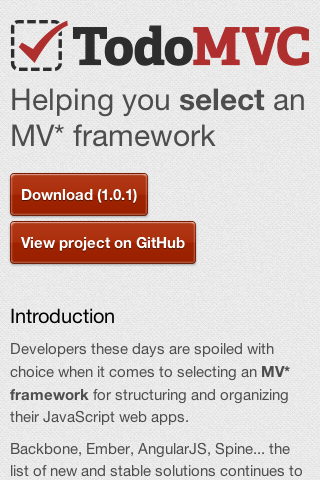 TodoMVC
Helping you select an
MV* framework
Download (1.0.1)
View project on GitHub
Introduction
Developers these days are spoiled with
choice when it comes to selecting an MV*
framework for structuring and organizing
their JavaScript web apps.
Backbone, Ember, AngularJS, Spine... the
list of new and stable solutions continues to